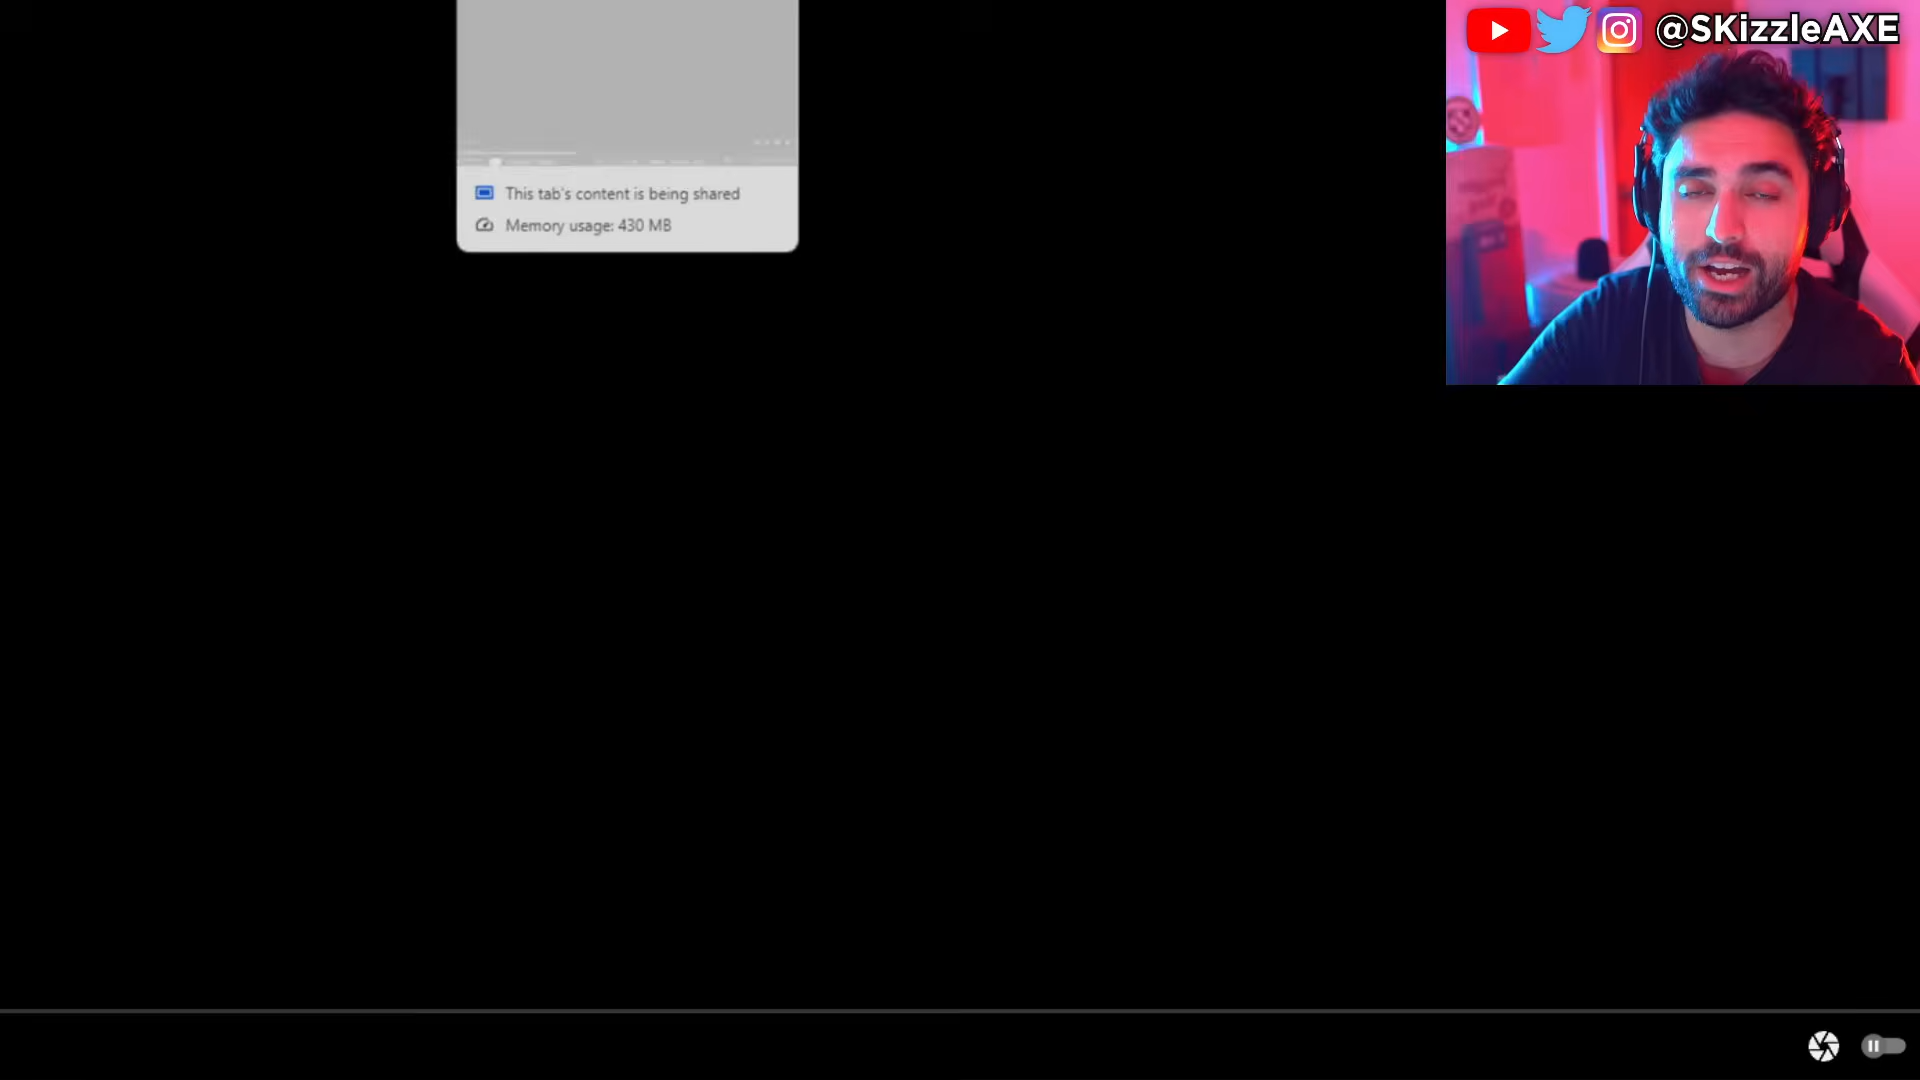 @SKizzleAXE
This tab's content is being shared
Memory usage: 430 MB